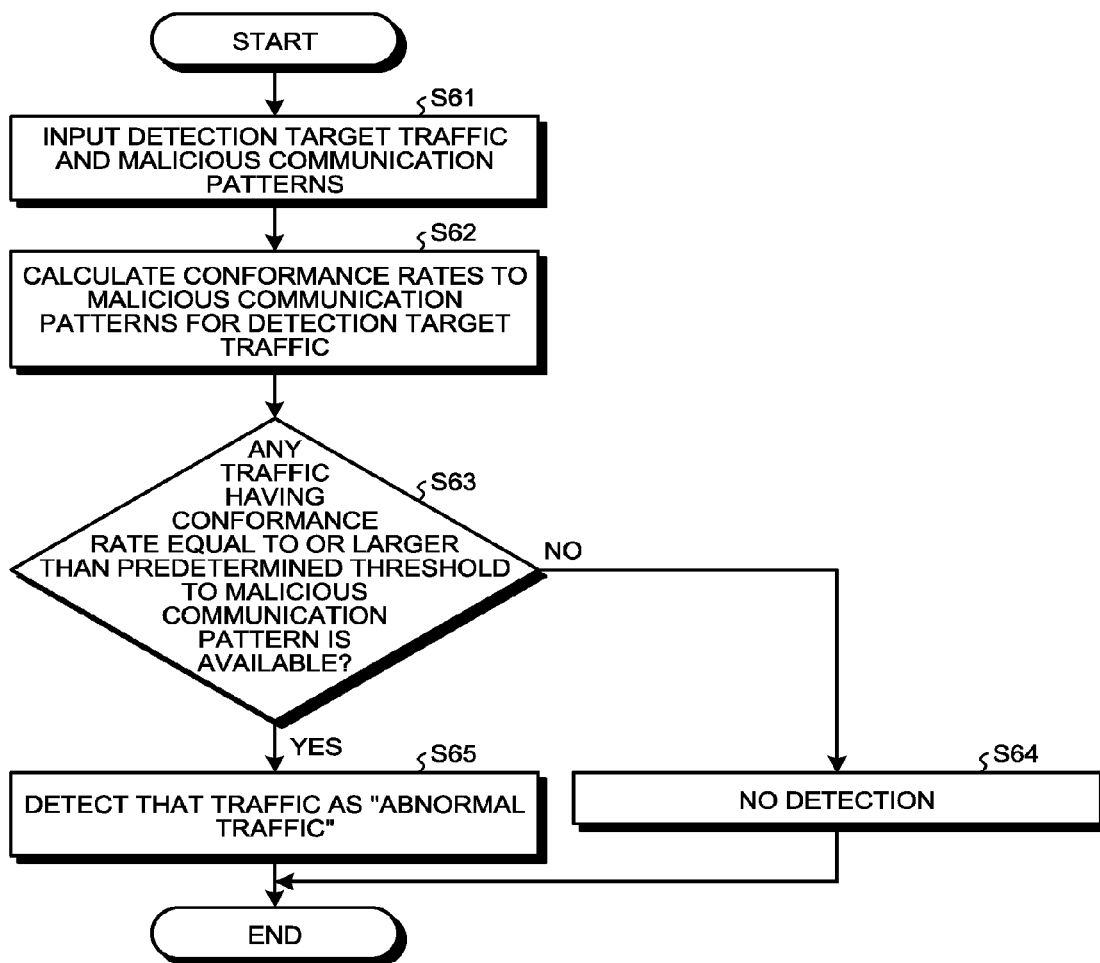 START
S61
INPUT DETECTION TARGET TRAFFIC
AND MALICIOUS COMMUNICATION
PATTERNS
S62
CALCULATE CONFORMANCE RATES TO
MALICIOUS COMMUNICATION
PATTERNS FOR DETECTION TARGET
TRAFFIC
S63
ANY
TRAFFIC
HAVING
CONFORMANCE
RATE EQUAL TO OR LARGER
THAN PREDETERMINED THRESHOLD
TO MALICIOUS
COMMUNICATION
PATTERN IS
AVAILABLE?
NO
YES
S65
DETECT THAT TRAFFIC AS "ABNORMAL
TRAFFIC"
S64
NO DETECTION
END